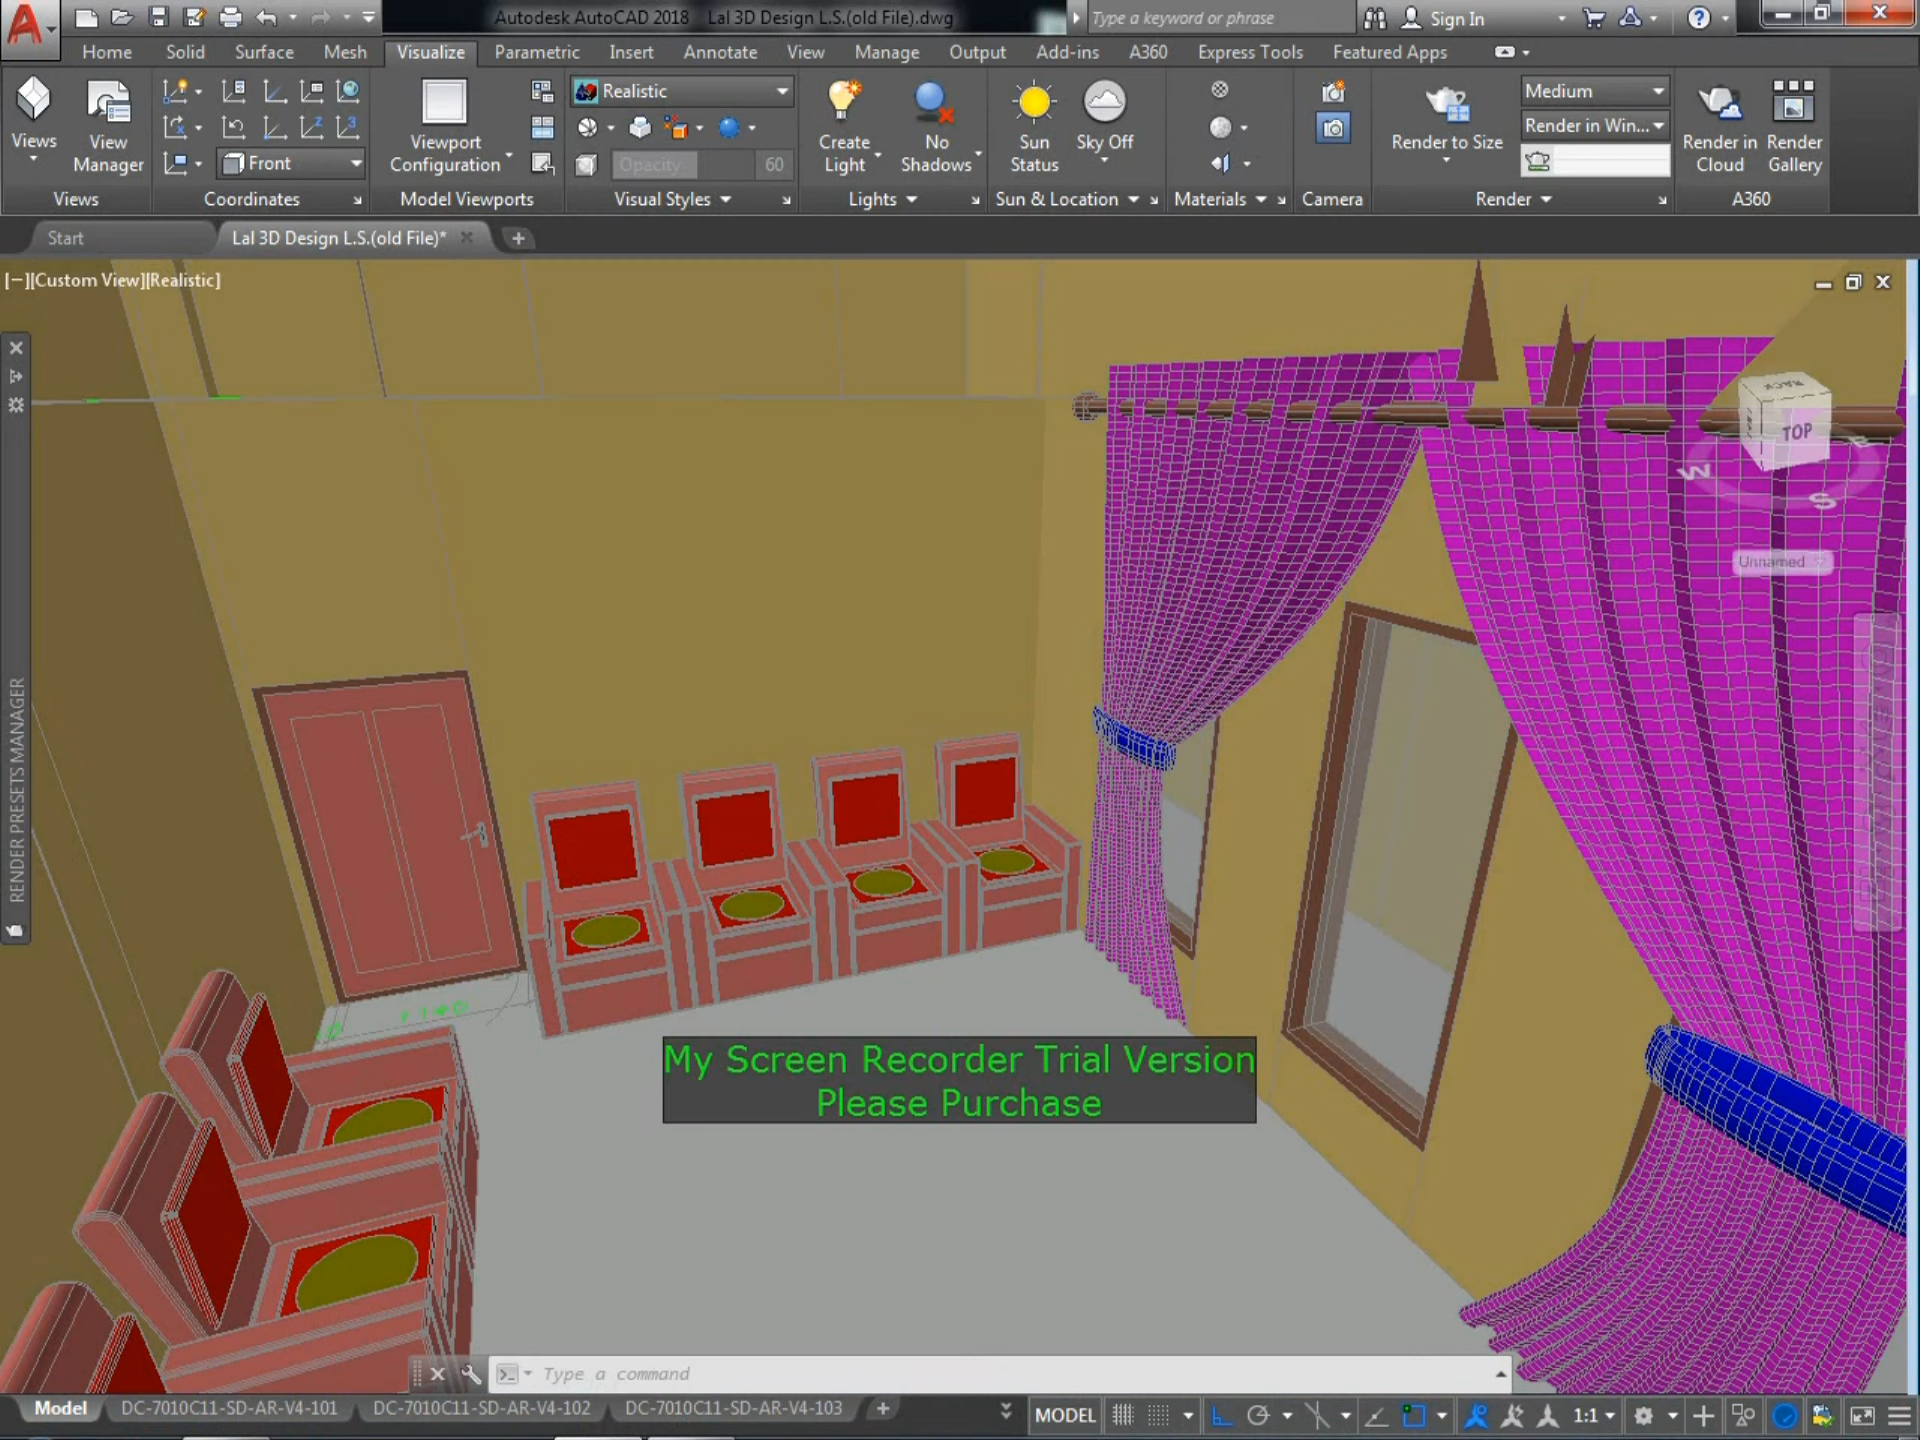 Autodesk AutoCAD 2018 Lal 3D Design L.S.(old File).dwg
Type a keyword or phrase
Sign In
Home Solid Surface Mesh Visualize Parametric Insert Annotate View Manage Output Add-ins A360 Express Tools Featured Apps
Realistic
Medium
Views
View
Manager
Front
Viewport
Configuration
Opacity 60
Create
Light
No
Shadows
Sun
Status
Sky Off
Render to Size
Render in Win...
Render in
Cloud
Render
Gallery
Views Coordinates Model Viewports Visual Styles Lights Sun & Location Materials Camera Render A360
Start
Lal 3D Design L.S.(old File)*
[−][Custom View][Realistic]
BACK
TOP
W
S
Unnamed
RENDER PRESETS MANAGER
My Screen Recorder Trial Version
Please Purchase
Type a command
Model DC-7010C11-SD-AR-V4-101 DC-7010C11-SD-AR-V4-102 DC-7010C11-SD-AR-V4-103
MODEL
1:1